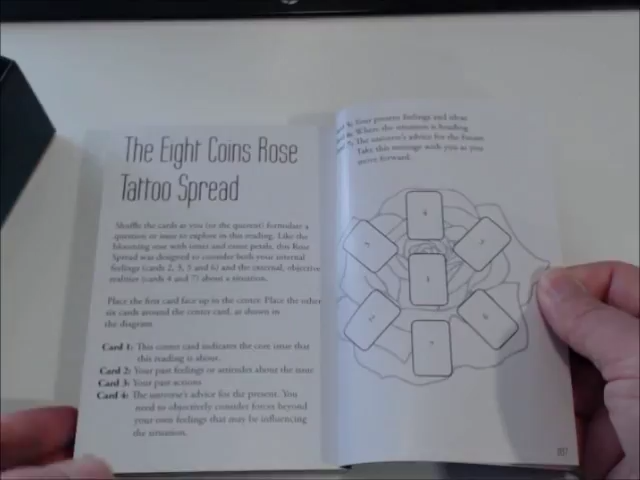 The Eight Coins Rose
Tattoo Spread
Shuffle the cards as you (or the querent) formulate a
question or issue to explore in this reading. Like the
blooming rose with inner and outer petals, this Rose
Spread was designed to consider both your internal
feelings (cards 2, 3, 5 and 6) and the external, objective
realities (cards 4 and 7) about a situation.
Place the first card face up in the center. Place the other
six cards around the center card, as shown in
the diagram.
Card 1: This center card indicates the core issue that
this reading is about.
Card 2: Your past feelings or attitudes about the issue
Card 3: Your past actions
Card 4: The universe's advice for the present. You
need to objectively consider forces beyond
your own feelings that may be influencing
the situation.
Your present feelings and ideas
Where the situation is heading
The universe's advice for the future
Take this message with you as you
move forward.
4
3
5
1
2
6
7